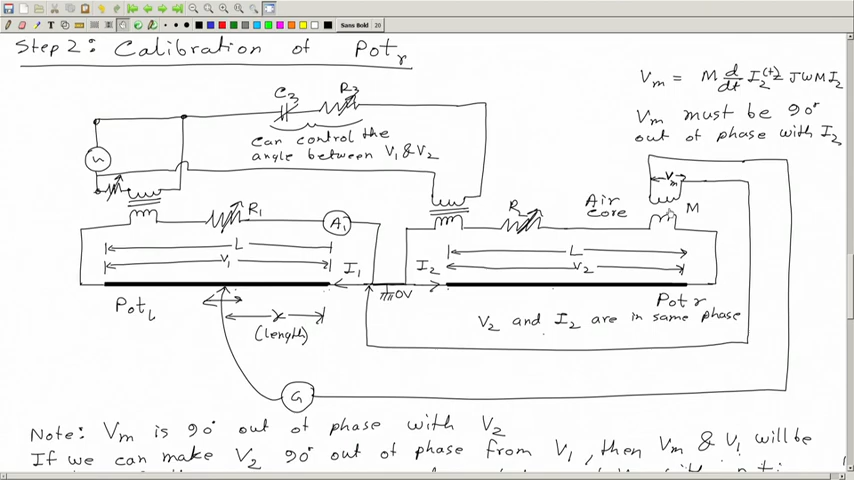 Sans Bold 20
Step 2: Calibration of Pot_r
V_m = M d/dt I_2(t) = JωM I_2
V_m must be 90° out of phase with I_2
C_3 R_3
can control the
angle between V_1 & V_2
~
V_m
R_1
A_1
R
Air
core
M
L
V_1
I_1
0V
I_2
L
V_2
Pot_L
x
(length)
Pot r
V_2 and I_2 are in same phase
G
Note: V_m is 90° out of phase with V_2
If we can make V_2 90° out of phase from V_1, then V_m & V_1 will be